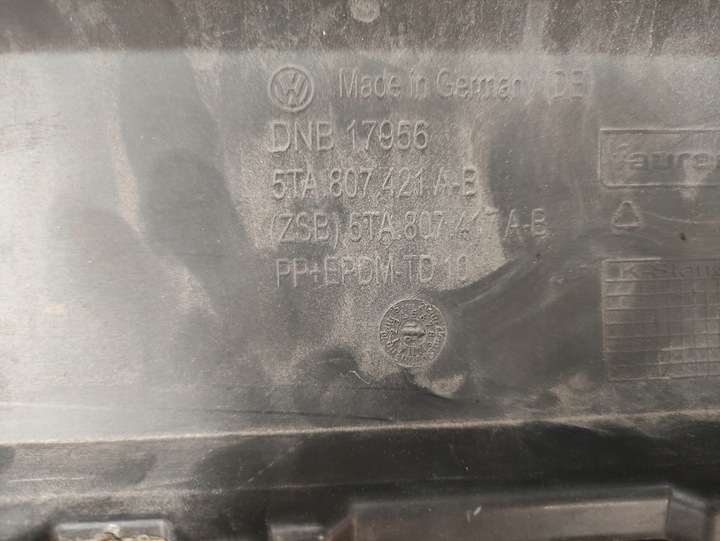 Made in Germany (DE)
DNB 17956
5TA 807 421 A-B
(ZSB) 5TA 807 417 A-B
PP+EPDM-TD 10